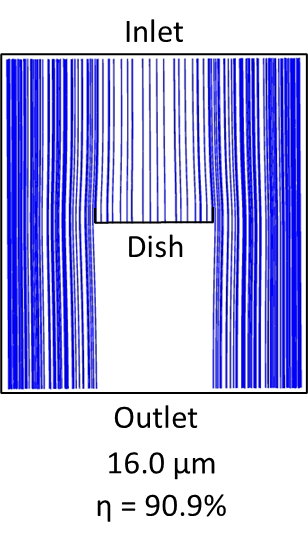 Inlet
Dish
Outlet
16.0 μm
η = 90.9%